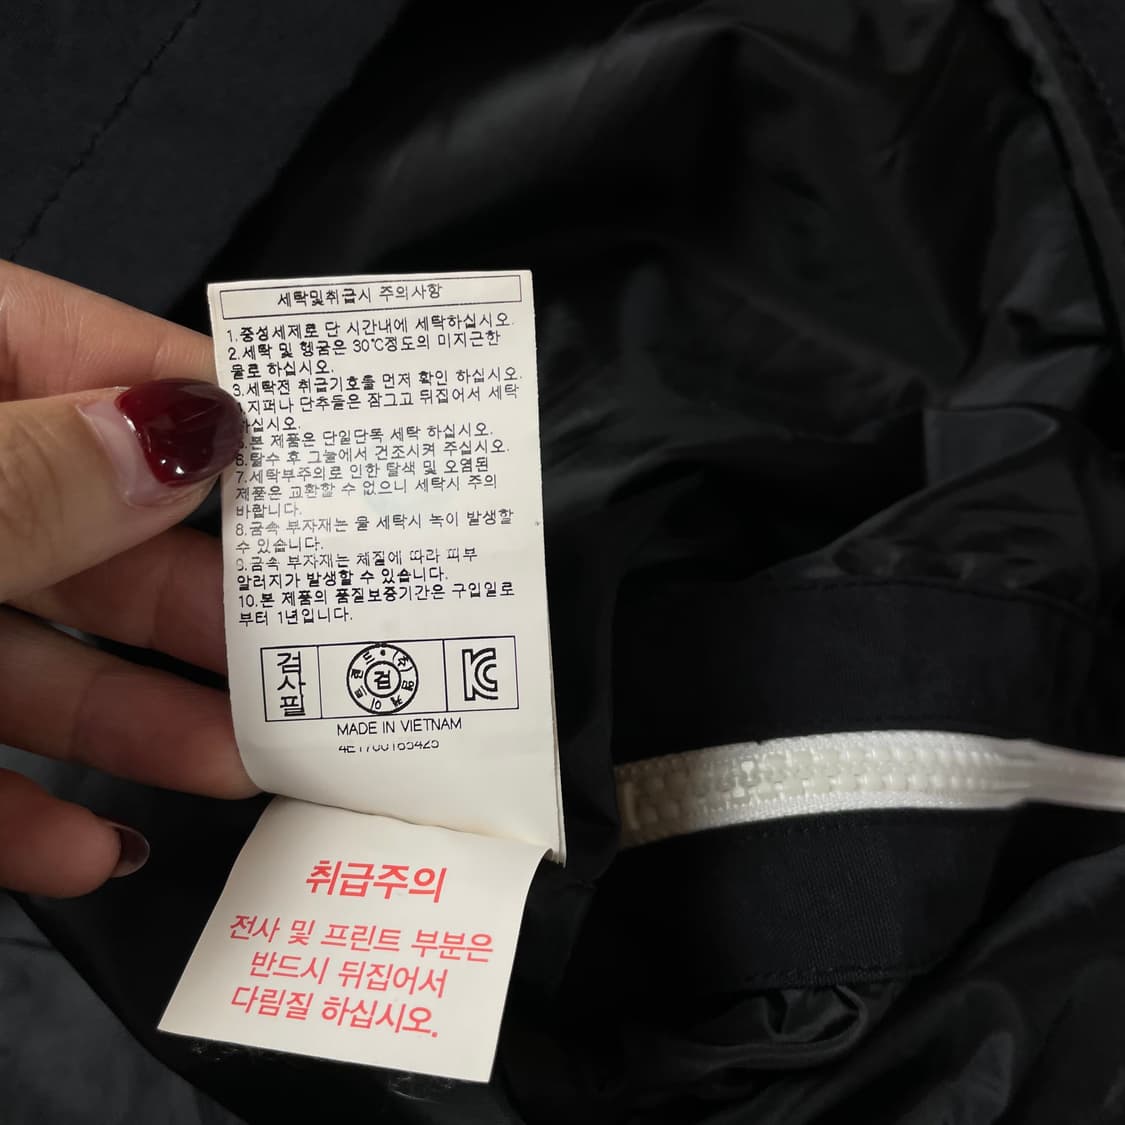 세탁및취급시 주의사항
1.중성세제로 단 시간내에 세탁하십시오.
2.세탁 및 헹굼은 30℃정도의 미지근한
물로 하십시오.
3.세탁전 취급기호를 먼저 확인 하십시오.
지퍼나 단추들은 잠그고 뒤집어서 세탁
하십시오.
본 제품은 단일단독 세탁 하십시오.
6.탈수 후 그늘에서 건조시켜 주십시오.
7.세탁부주의로 인한 탈색 및 오염된
제품은 교환할 수 없으니 세탁시 주의
바랍니다.
8.금속 부자재는 물 세탁시 녹이 발생할
수 있습니다.
9.금속 부자재는 체질에 따라 피부
알러지가 발생할 수 있습니다.
10.본 제품의 품질보증기간은 구입일로
부터 1년입니다.
검사필
(주)엠케이트렌드
검
KC
MADE IN VIETNAM
취급주의
전사 및 프린트 부분은
반드시 뒤집어서
다림질 하십시오.